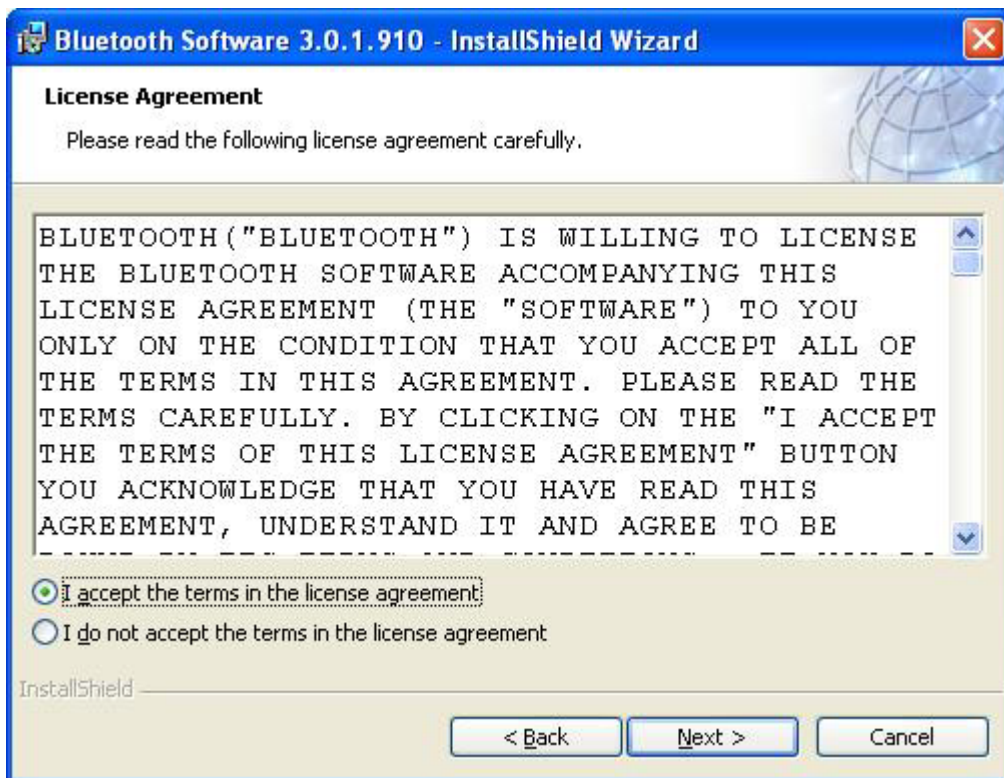 Bluetooth Software 3.0.1.910 - InstallShield Wizard
License Agreement
Please read the following license agreement carefully.
BLUETOOTH("BLUETOOTH") IS WILLING TO LICENSE
THE BLUETOOTH SOFTWARE ACCOMPANYING THIS
LICENSE AGREEMENT (THE "SOFTWARE") TO YOU
ONLY ON THE CONDITION THAT YOU ACCEPT ALL OF
THE TERMS IN THIS AGREEMENT. PLEASE READ THE
TERMS CAREFULLY. BY CLICKING ON THE "I ACCEPT
THE TERMS OF THIS LICENSE AGREEMENT" BUTTON
YOU ACKNOWLEDGE THAT YOU HAVE READ THIS
AGREEMENT, UNDERSTAND IT AND AGREE TO BE
I accept the terms in the license agreement
I do not accept the terms in the license agreement
InstallShield
< Back
Next >
Cancel